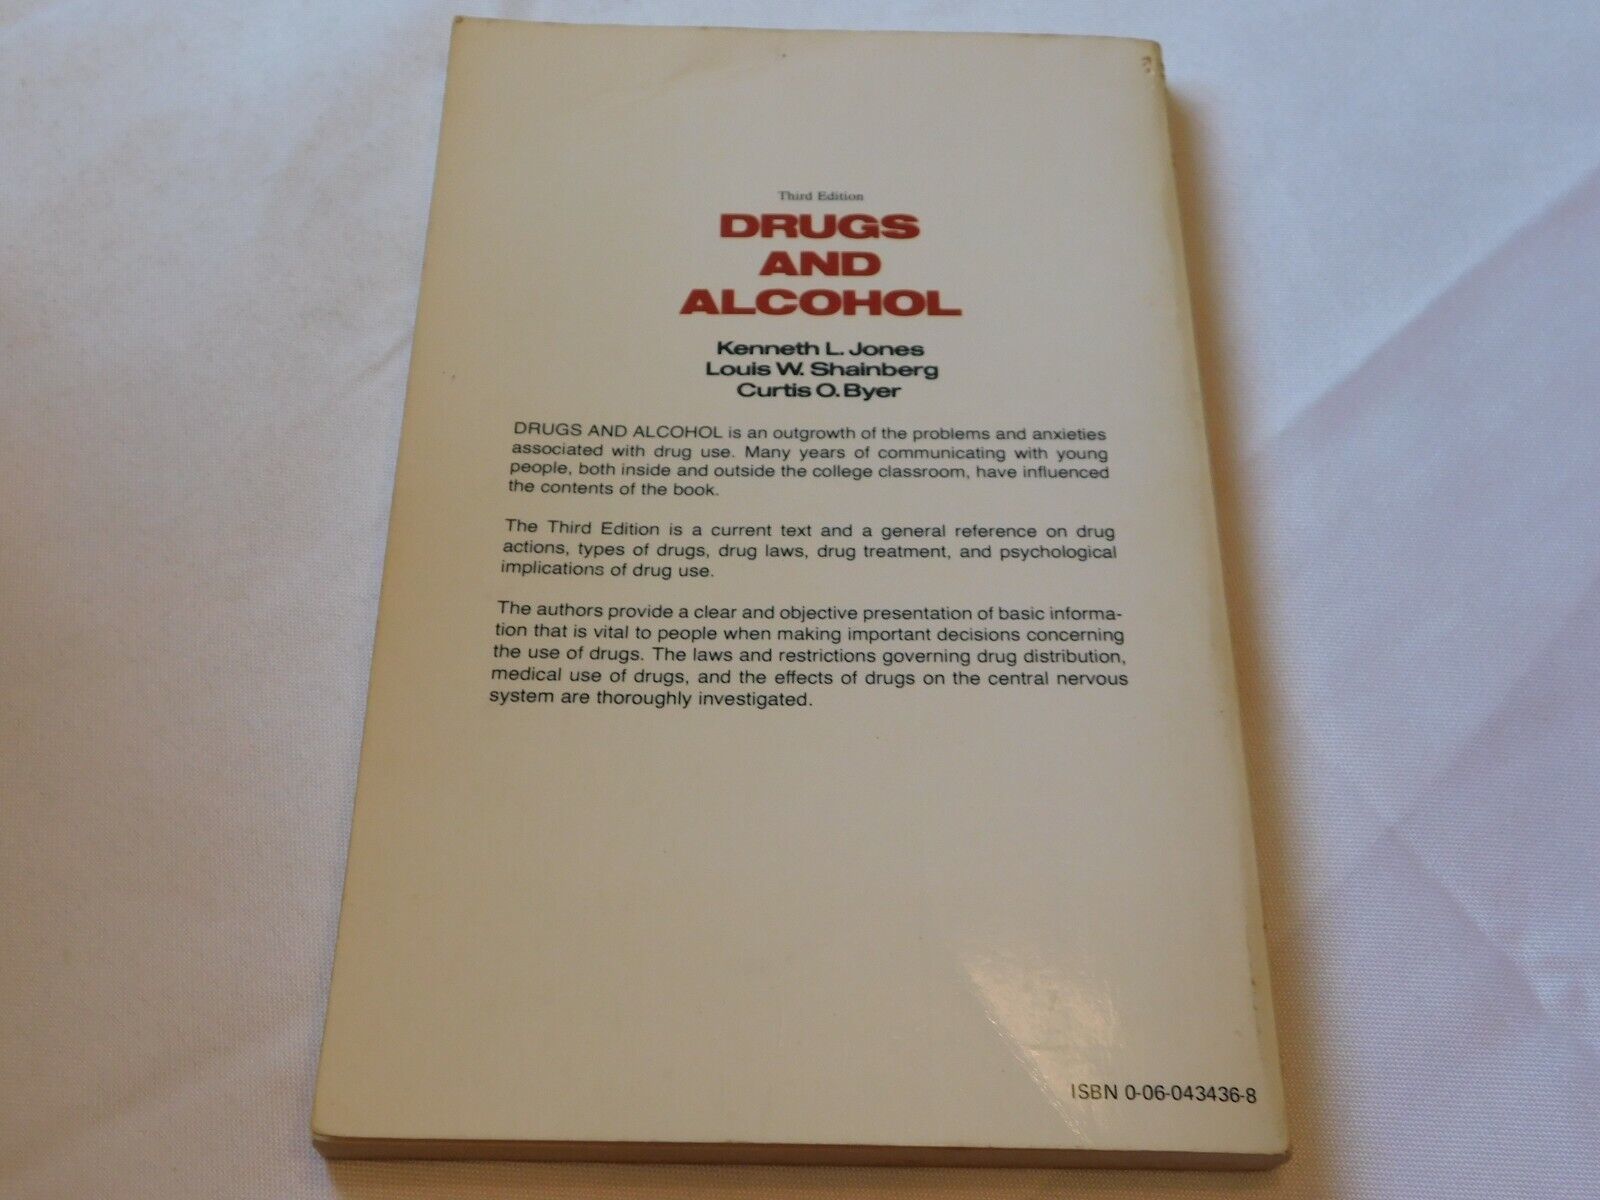 Third Edition
DRUGS
AND
ALCOHOL
Kenneth L. Jones
Louis W. Shainberg
Curtis O. Byer
DRUGS AND ALCOHOL is an outgrowth of the problems and anxieties
associated with drug use. Many years of communicating with young
people, both inside and outside the college classroom, have influenced
the contents of the book.
The Third Edition is a current text and a general reference on drug
actions, types of drugs, drug laws, drug treatment, and psychological
implications of drug use.
The authors provide a clear and objective presentation of basic informa-
tion that is vital to people when making important decisions concerning
the use of drugs. The laws and restrictions governing drug distribution,
medical use of drugs, and the effects of drugs on the central nervous
system are thoroughly investigated.
ISBN 0-06-043436-8